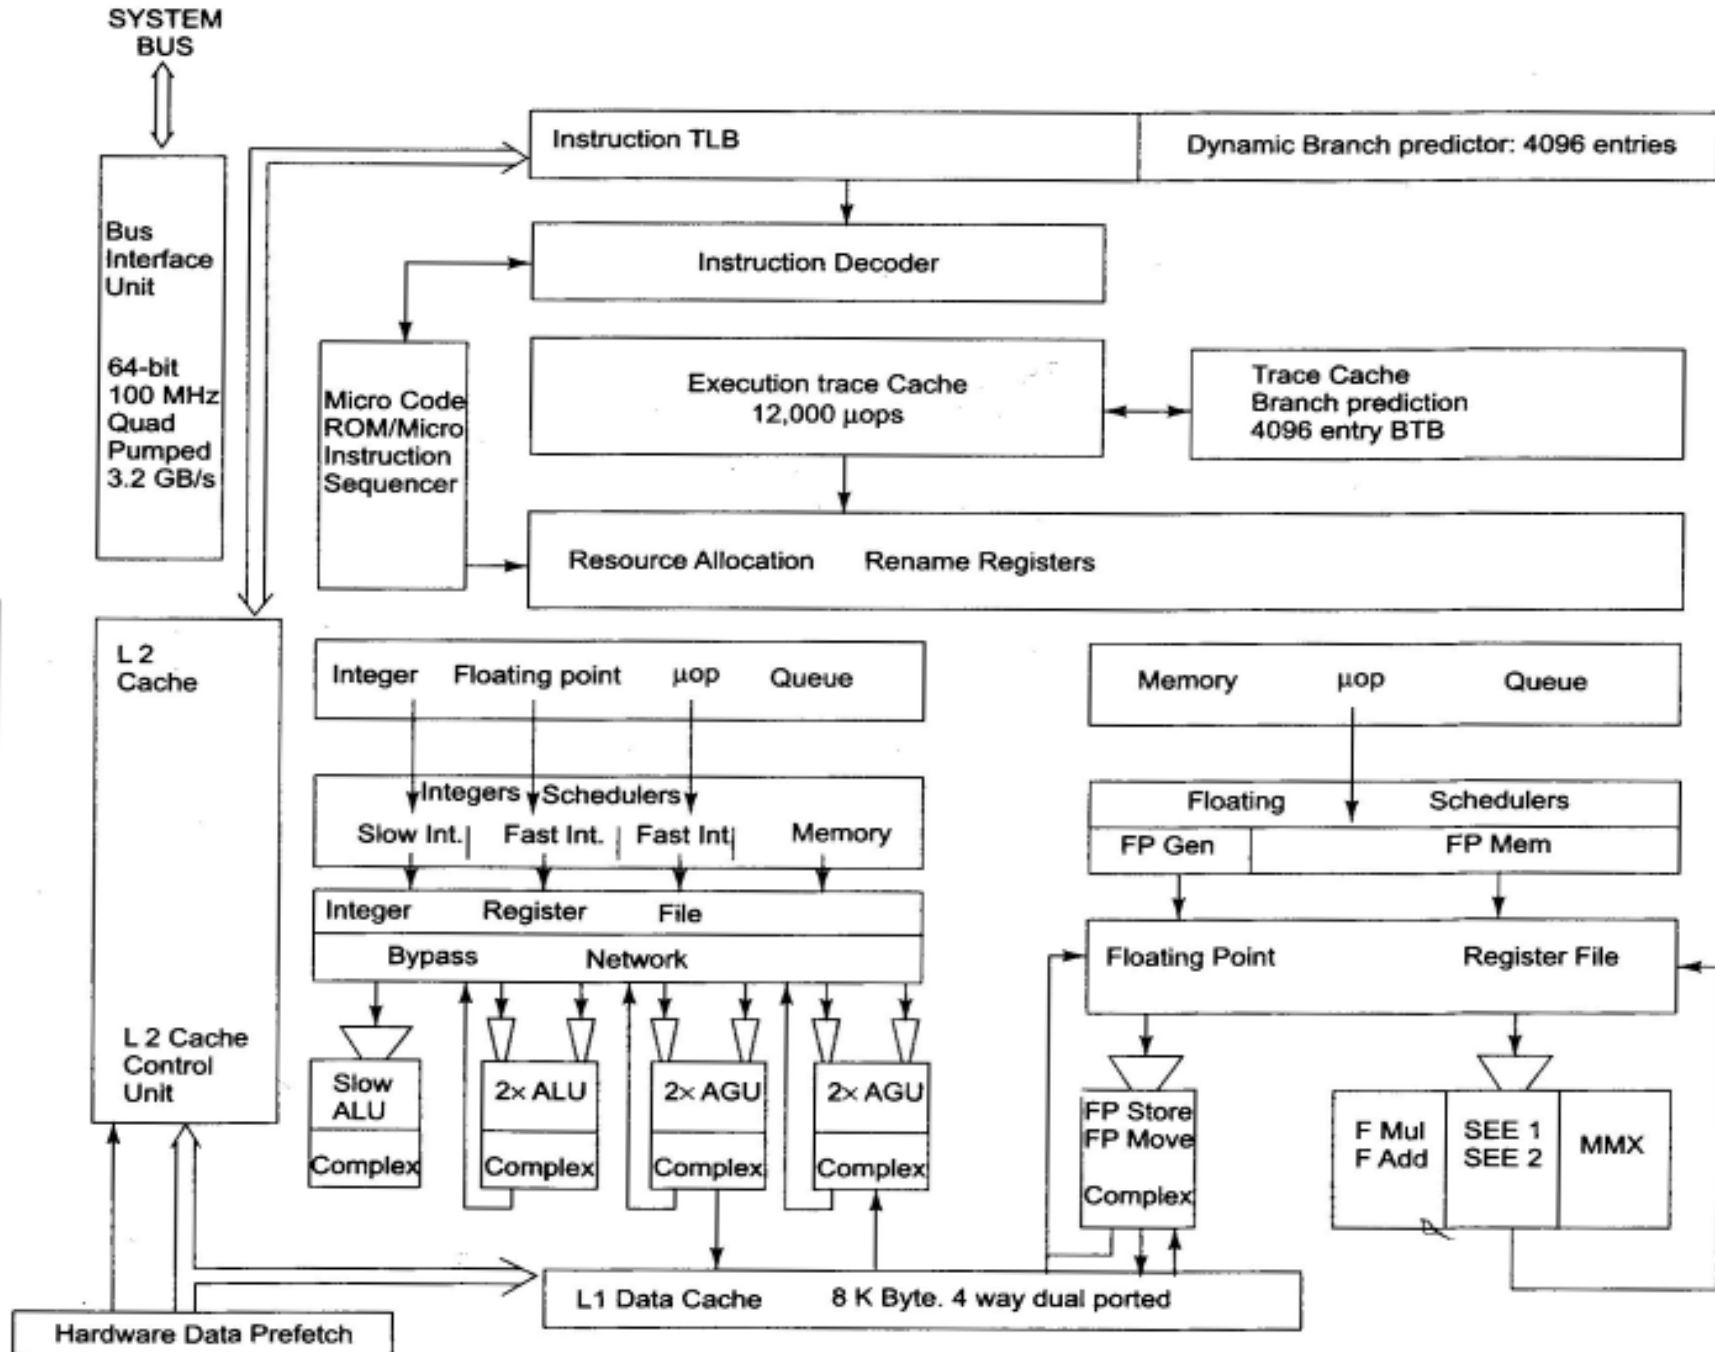 SYSTEM
BUS
Instruction TLB
Dynamic Branch predictor: 4096 entries
Bus
Interface
Unit
64-bit
100 MHz
Quad
Pumped
3.2 GB/s
Instruction Decoder
Micro Code
ROM/Micro
Instruction
Sequencer
Execution trace Cache
12,000 µops
Trace Cache
Branch prediction
4096 entry BTB
Resource Allocation Rename Registers
L 2
Cache
L 2 Cache
Control
Unit
Integer Floating point µop Queue
Memory µop Queue
Integers Schedulers
Slow Int. Fast Int. Fast Int Memory
Floating Schedulers
FP Gen FP Mem
Integer Register File
Bypass Network
Floating Point Register File
Slow
ALU
Complex
2× ALU
Complex
2× AGU
Complex
2× AGU
Complex
FP Store
FP Move
Complex
F Mul
F Add
SEE 1
SEE 2
MMX
L1 Data Cache 8 K Byte. 4 way dual ported
Hardware Data Prefetch